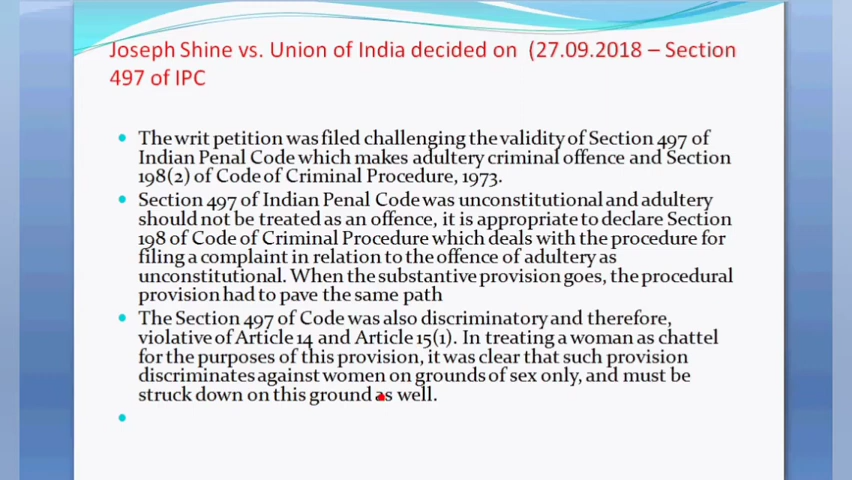 Joseph Shine vs. Union of India decided on (27.09.2018 – Section
497 of IPC
The writ petition was filed challenging the validity of Section 497 of
Indian Penal Code which makes adultery criminal offence and Section
198(2) of Code of Criminal Procedure, 1973.
Section 497 of Indian Penal Code was unconstitutional and adultery
should not be treated as an offence, it is appropriate to declare Section
198 of Code of Criminal Procedure which deals with the procedure for
filing a complaint in relation to the offence of adultery as
unconstitutional. When the substantive provision goes, the procedural
provision had to pave the same path
The Section 497 of Code was also discriminatory and therefore,
violative of Article 14 and Article 15(1). In treating a woman as chattel
for the purposes of this provision, it was clear that such provision
discriminates against women on grounds of sex only, and must be
struck down on this ground as well.